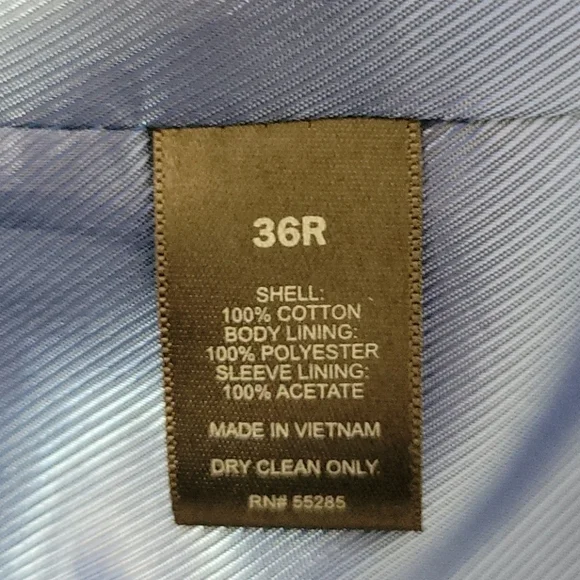 36R
SHELL:
100% COTTON
BODY LINING:
100% POLYESTER
SLEEVE LINING:
100% ACETATE
MADE IN VIETNAM
DRY CLEAN ONLY
RN# 55285